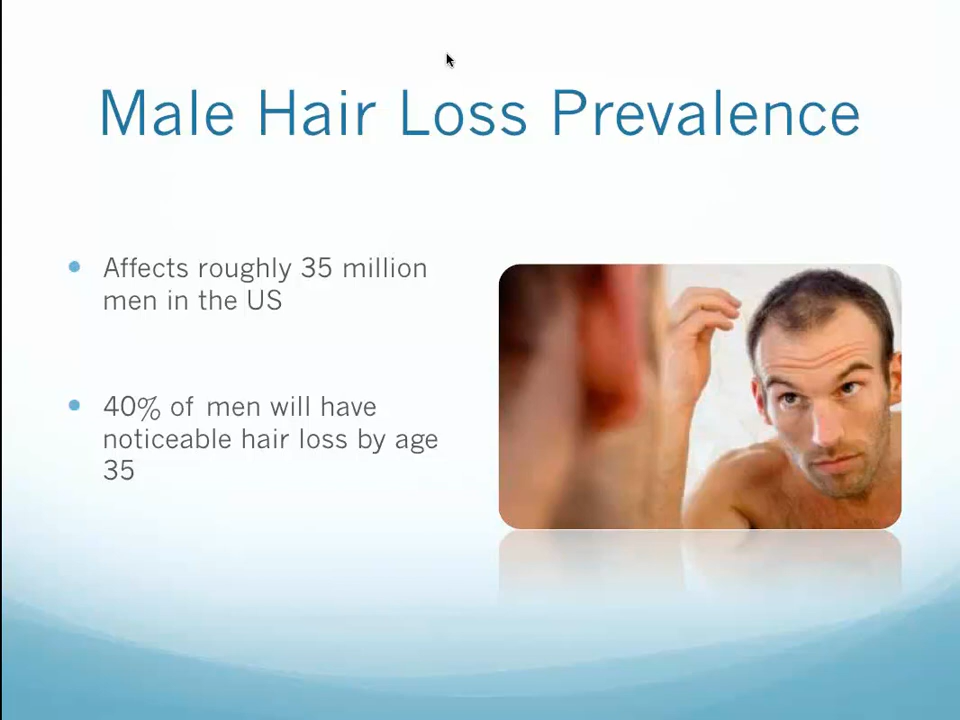 Male Hair Loss Prevalence
• Affects roughly 35 million
men in the US
• 40% of men will have
noticeable hair loss by age
35